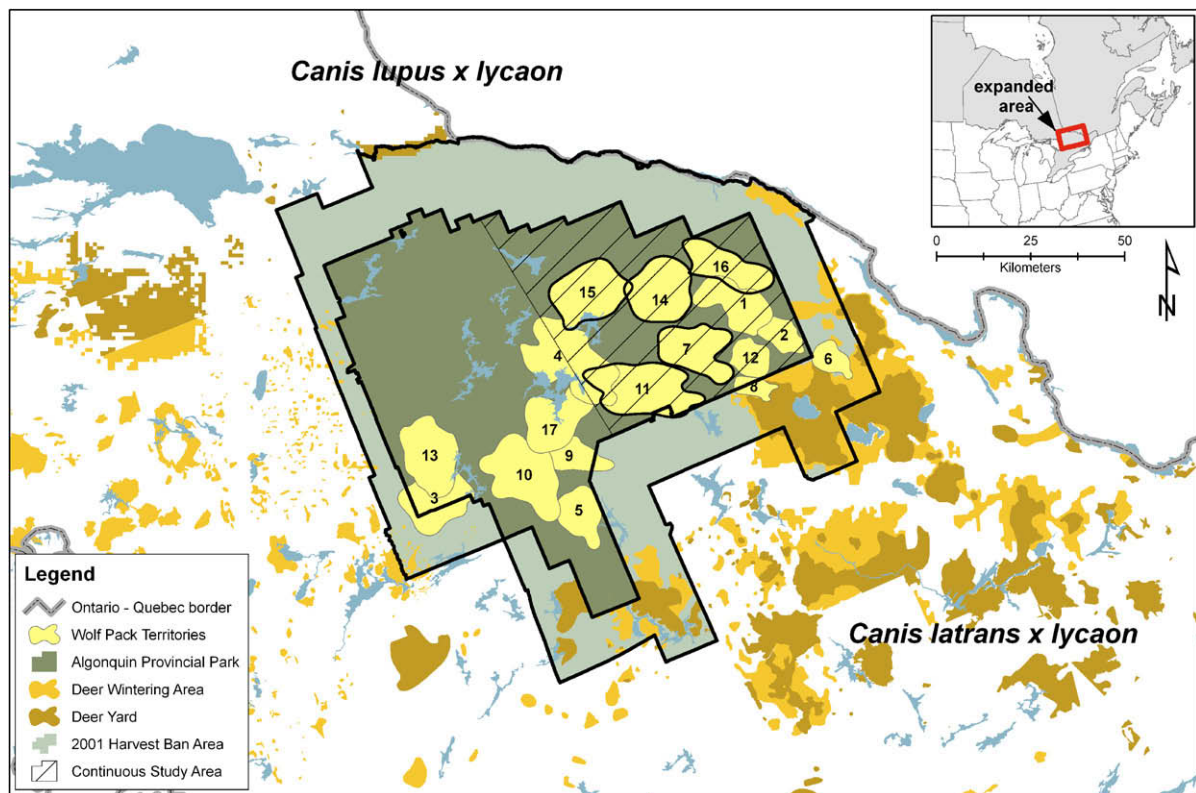 Canis lupus x lycaon
expanded
area
0 25 50
Kilometers
N
16
15
14
1
2
4
7
12
6
11
8
17
13
9
10
3
5
Canis latrans x lycaon
Legend
Ontario - Quebec border
Wolf Pack Territories
Algonquin Provincial Park
Deer Wintering Area
Deer Yard
2001 Harvest Ban Area
Continuous Study Area